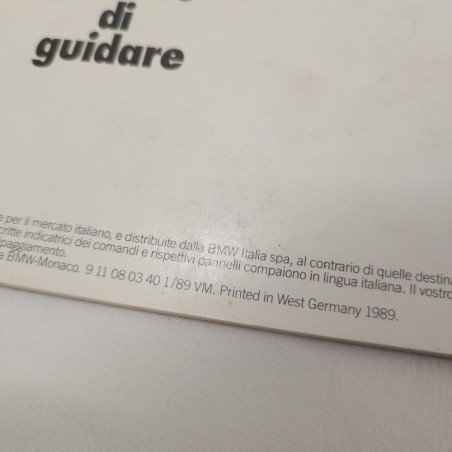 di
guidare
per il mercato italiano, e distribuite dalla BMW Italia spa, al contrario di quelle destina
critte indicatrici dei comandi e rispettivi pannelli compaiono in lingua italiana. Il vostro
paggiamento.
a BMW-Monaco. 9 11 08 03 40 1/89 VM. Printed in West Germany 1989.